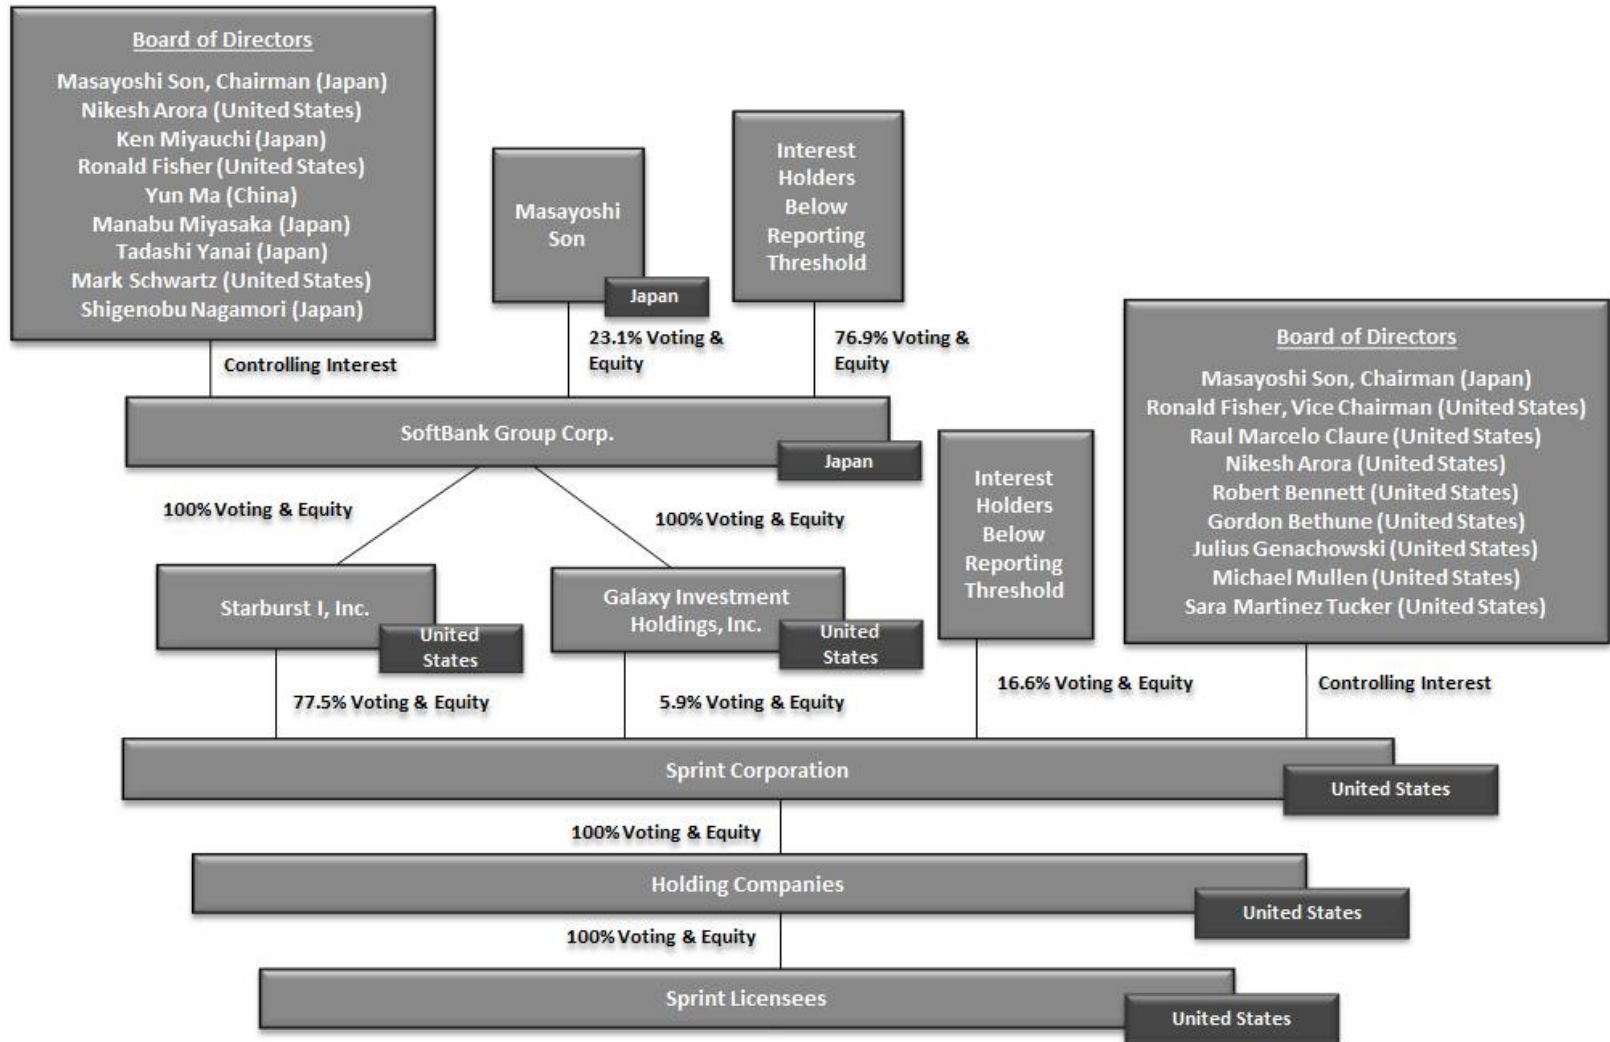 Board of Directors
Masayoshi Son, Chairman (Japan)
Nikesh Arora (United States)
Ken Miyauchi (Japan)
Ronald Fisher (United States)
Yun Ma (China)
Manabu Miyasaka (Japan)
Tadashi Yanai (Japan)
Mark Schwartz (United States)
Shigenobu Nagamori (Japan)
Controlling Interest
Masayoshi
Son
Japan
23.1% Voting &
Equity
Interest
Holders
Below
Reporting
Threshold
76.9% Voting &
Equity
SoftBank Group Corp.
Japan
100% Voting & Equity
100% Voting & Equity
Starburst I, Inc.
United
States
77.5% Voting & Equity
Galaxy Investment
Holdings, Inc.
United
States
5.9% Voting & Equity
Interest
Holders
Below
Reporting
Threshold
16.6% Voting & Equity
Board of Directors
Masayoshi Son, Chairman (Japan)
Ronald Fisher, Vice Chairman (United States)
Raul Marcelo Claure (United States)
Nikesh Arora (United States)
Robert Bennett (United States)
Gordon Bethune (United States)
Julius Genachowski (United States)
Michael Mullen (United States)
Sara Martinez Tucker (United States)
Controlling Interest
Sprint Corporation
United States
100% Voting & Equity
Holding Companies
United States
100% Voting & Equity
Sprint Licensees
United States